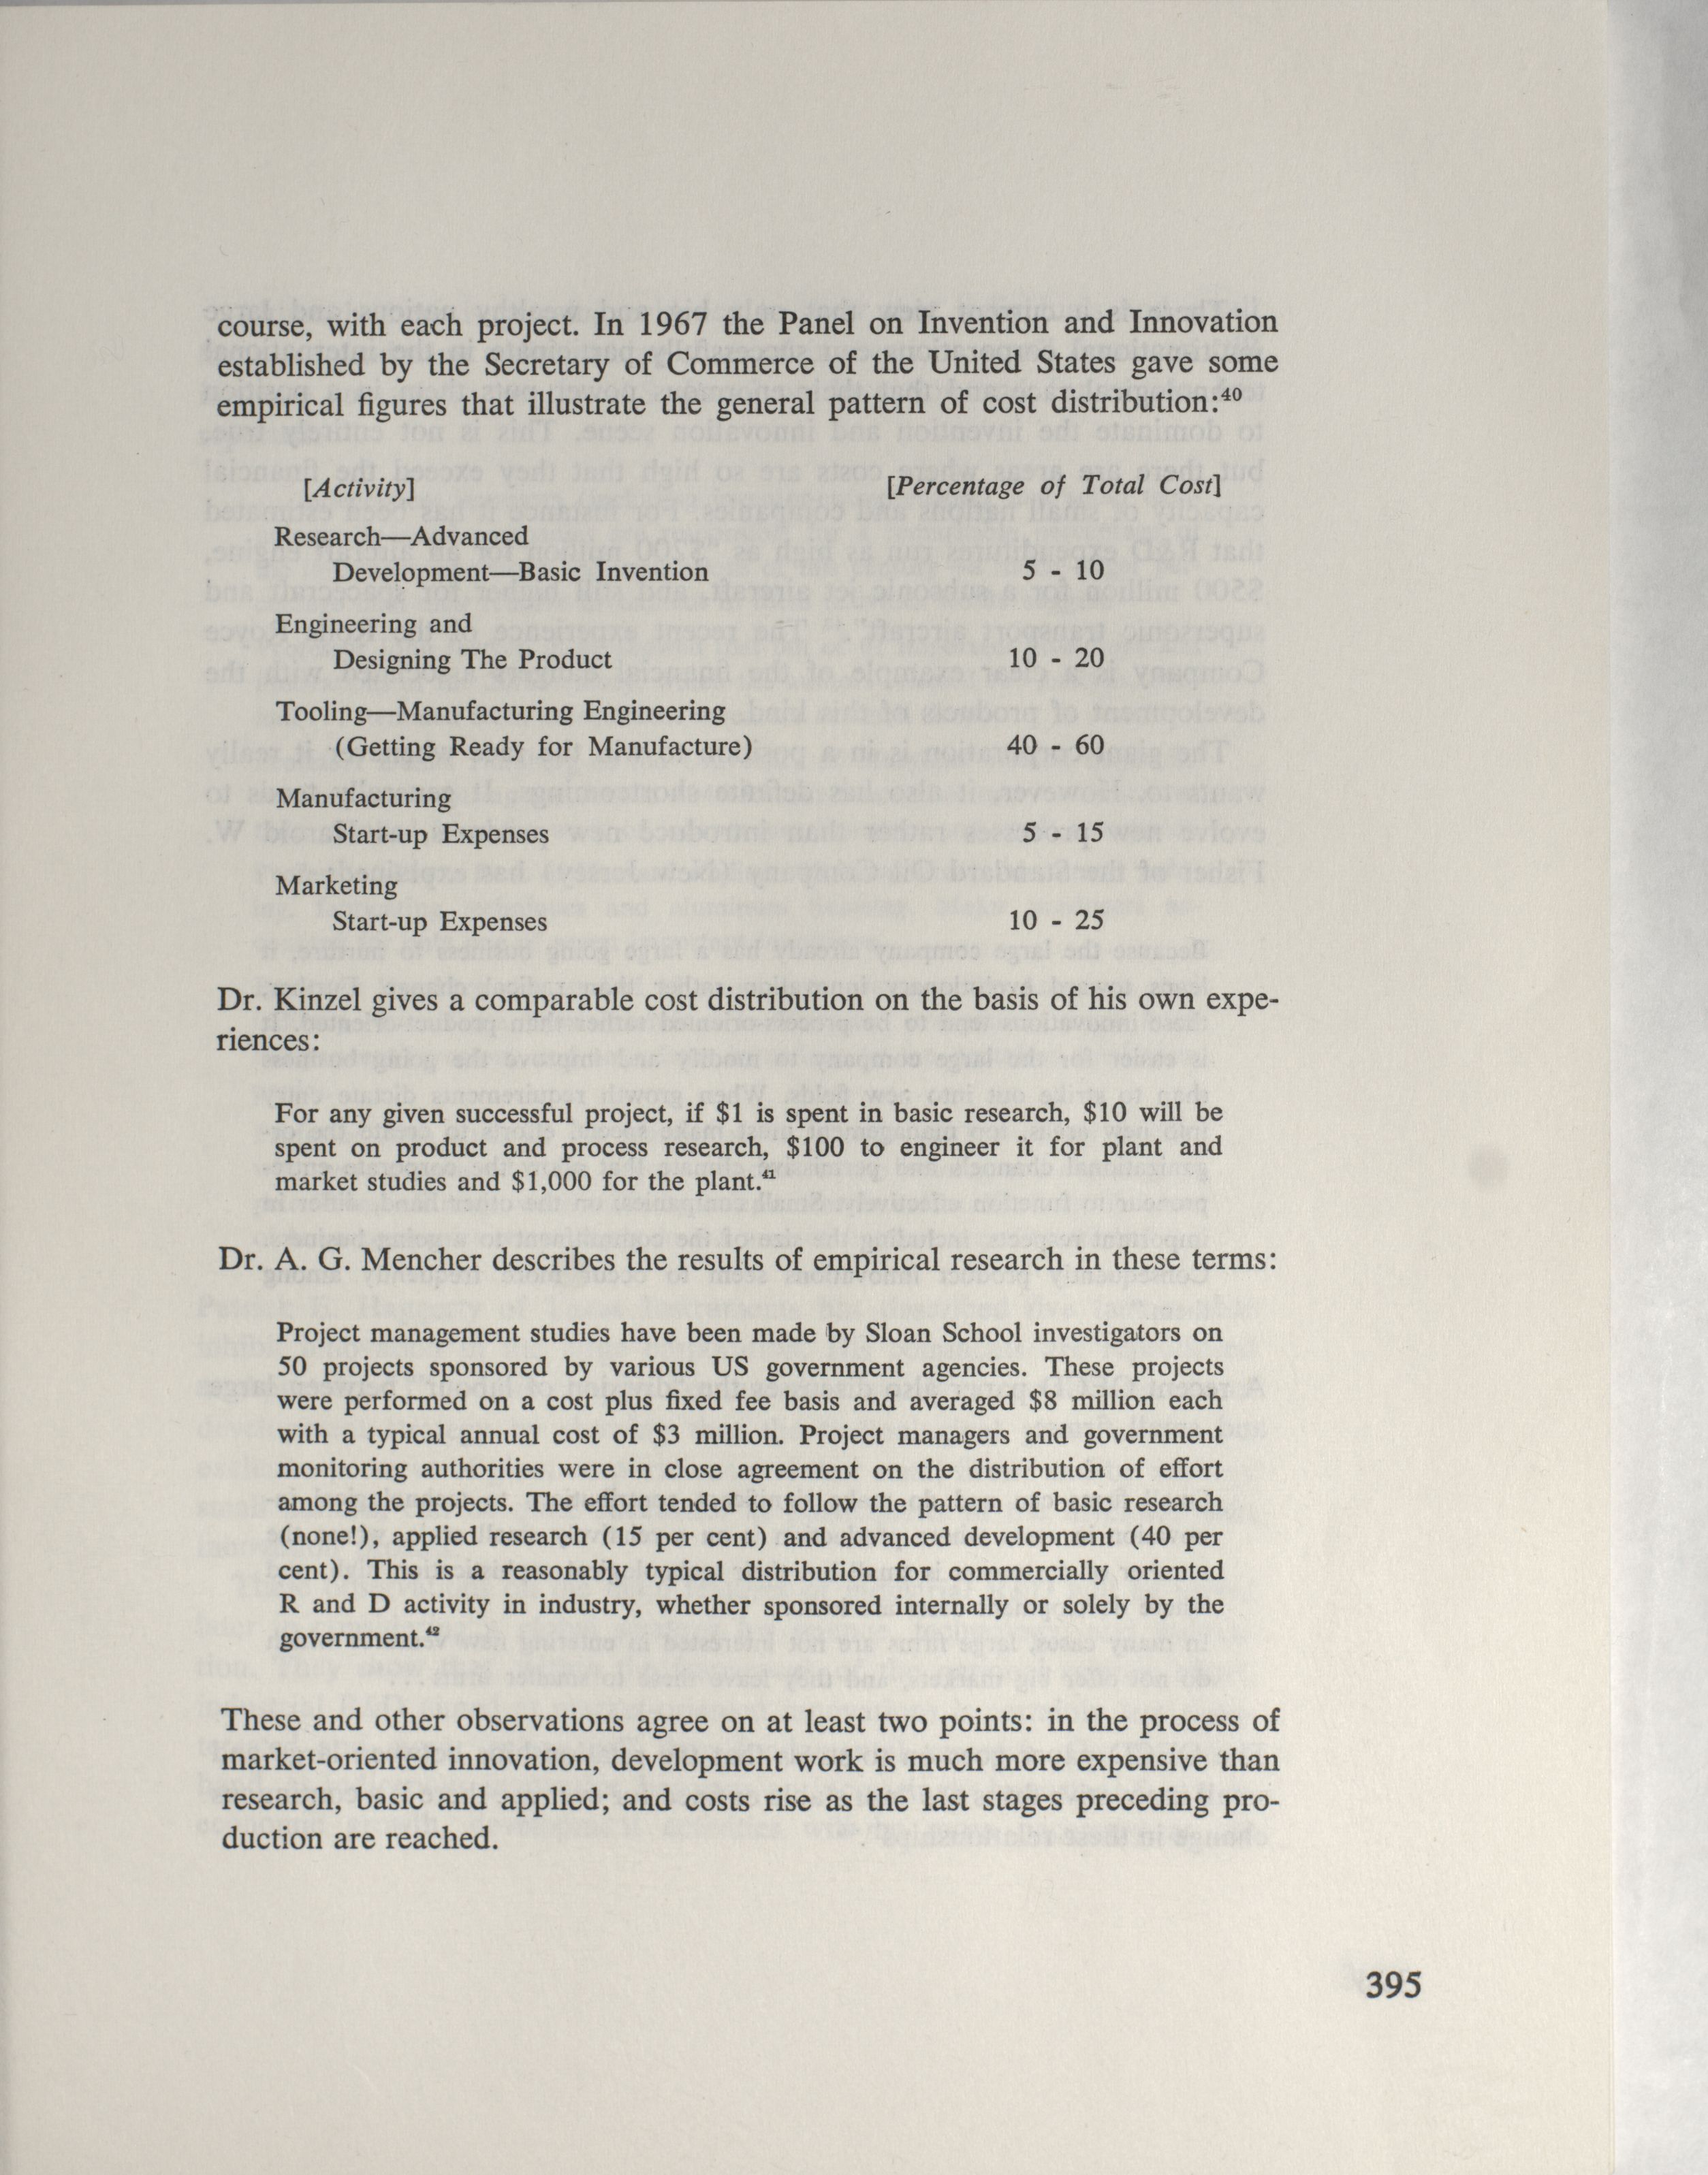 course, with each project. In 1967 the Panel on Invention and Innovation
established by the Secretary of Commerce of the United States gave some
empirical figures that illustrate the general pattern of cost distribution:⁴⁰
[Activity] [Percentage of Total Cost]
Research—Advanced
Development—Basic Invention 5 - 10
Engineering and
Designing The Product 10 - 20
Tooling—Manufacturing Engineering
(Getting Ready for Manufacture) 40 - 60
Manufacturing
Start-up Expenses 5 - 15
Marketing
Start-up Expenses 10 - 25
Dr. Kinzel gives a comparable cost distribution on the basis of his own expe-
riences:
For any given successful project, if $1 is spent in basic research, $10 will be
spent on product and process research, $100 to engineer it for plant and
market studies and $1,000 for the plant.⁴¹
Dr. A. G. Mencher describes the results of empirical research in these terms:
Project management studies have been made by Sloan School investigators on
50 projects sponsored by various US government agencies. These projects
were performed on a cost plus fixed fee basis and averaged $8 million each
with a typical annual cost of $3 million. Project managers and government
monitoring authorities were in close agreement on the distribution of effort
among the projects. The effort tended to follow the pattern of basic research
(none!), applied research (15 per cent) and advanced development (40 per
cent). This is a reasonably typical distribution for commercially oriented
R and D activity in industry, whether sponsored internally or solely by the
government.⁴²
These and other observations agree on at least two points: in the process of
market-oriented innovation, development work is much more expensive than
research, basic and applied; and costs rise as the last stages preceding pro-
duction are reached.
395